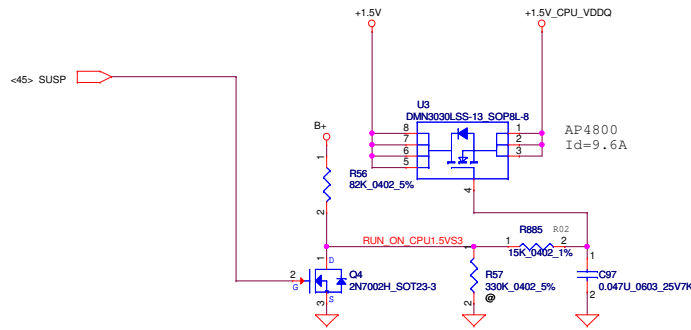 +1.5V
+1.5V_CPU_VDDQ
<45> SUSP
U3
DMN3030LSS-13_SOP8L-8
8
7
6
5
1
2
3
4
AP4800
Id=9.6A
B+
1
R56
82K_0402_5%
2
RUN_ON_CPU1.5VS3
1
R885
R02
2
15K_0402_1%
1
D
2
G
Q4
2N7002H_SOT23-3
3
S
1
R57
330K_0402_5%
2
@
1
C97
0.047U_0603_25V7K
2